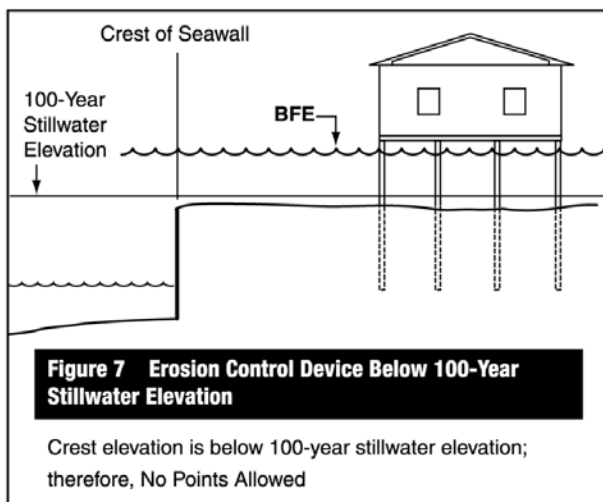 Crest of Seawall
100-Year
Stillwater
Elevation
BFE
Figure 7 Erosion Control Device Below 100-Year
Stillwater Elevation
Crest elevation is below 100-year stillwater elevation;
therefore, No Points Allowed